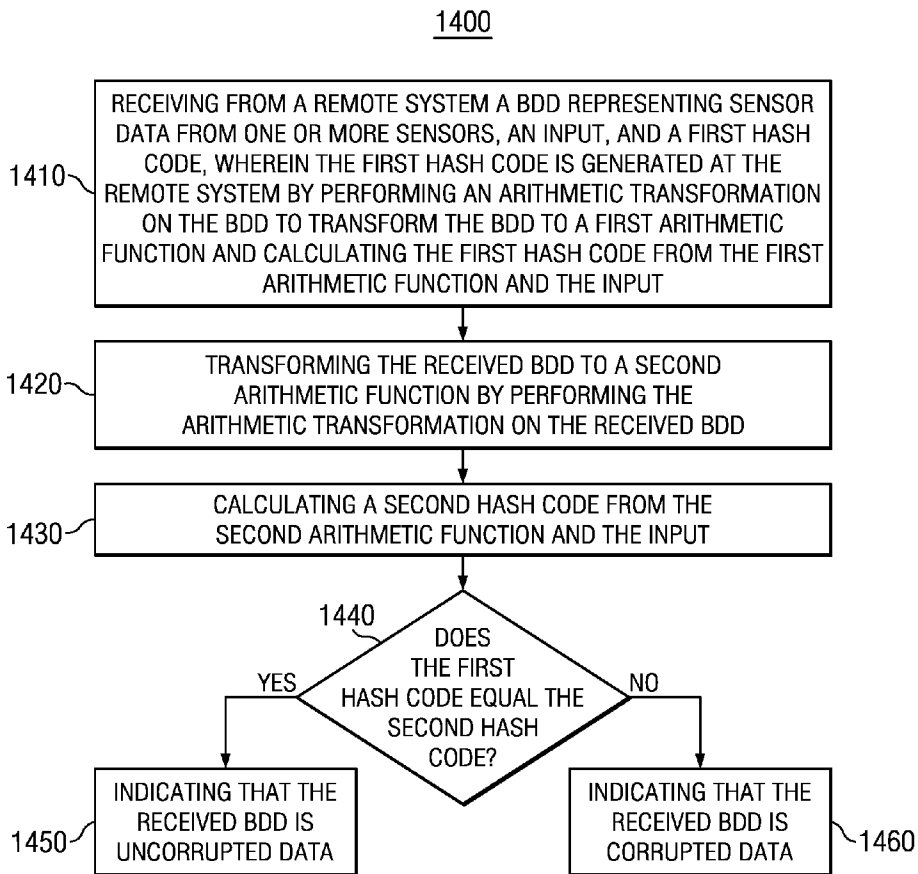 1400
RECEIVING FROM A REMOTE SYSTEM A BDD REPRESENTING SENSOR
DATA FROM ONE OR MORE SENSORS, AN INPUT, AND A FIRST HASH
CODE, WHEREIN THE FIRST HASH CODE IS GENERATED AT THE
REMOTE SYSTEM BY PERFORMING AN ARITHMETIC TRANSFORMATION
ON THE BDD TO TRANSFORM THE BDD TO A FIRST ARITHMETIC
FUNCTION AND CALCULATING THE FIRST HASH CODE FROM THE FIRST
ARITHMETIC FUNCTION AND THE INPUT
1410
TRANSFORMING THE RECEIVED BDD TO A SECOND
ARITHMETIC FUNCTION BY PERFORMING THE
ARITHMETIC TRANSFORMATION ON THE RECEIVED BDD
1420
CALCULATING A SECOND HASH CODE FROM THE
SECOND ARITHMETIC FUNCTION AND THE INPUT
1430
1440
DOES
THE FIRST
HASH CODE EQUAL THE
SECOND HASH
CODE?
YES
NO
INDICATING THAT THE
RECEIVED BDD IS
UNCORRUPTED DATA
1450
INDICATING THAT THE
RECEIVED BDD IS
CORRUPTED DATA
1460